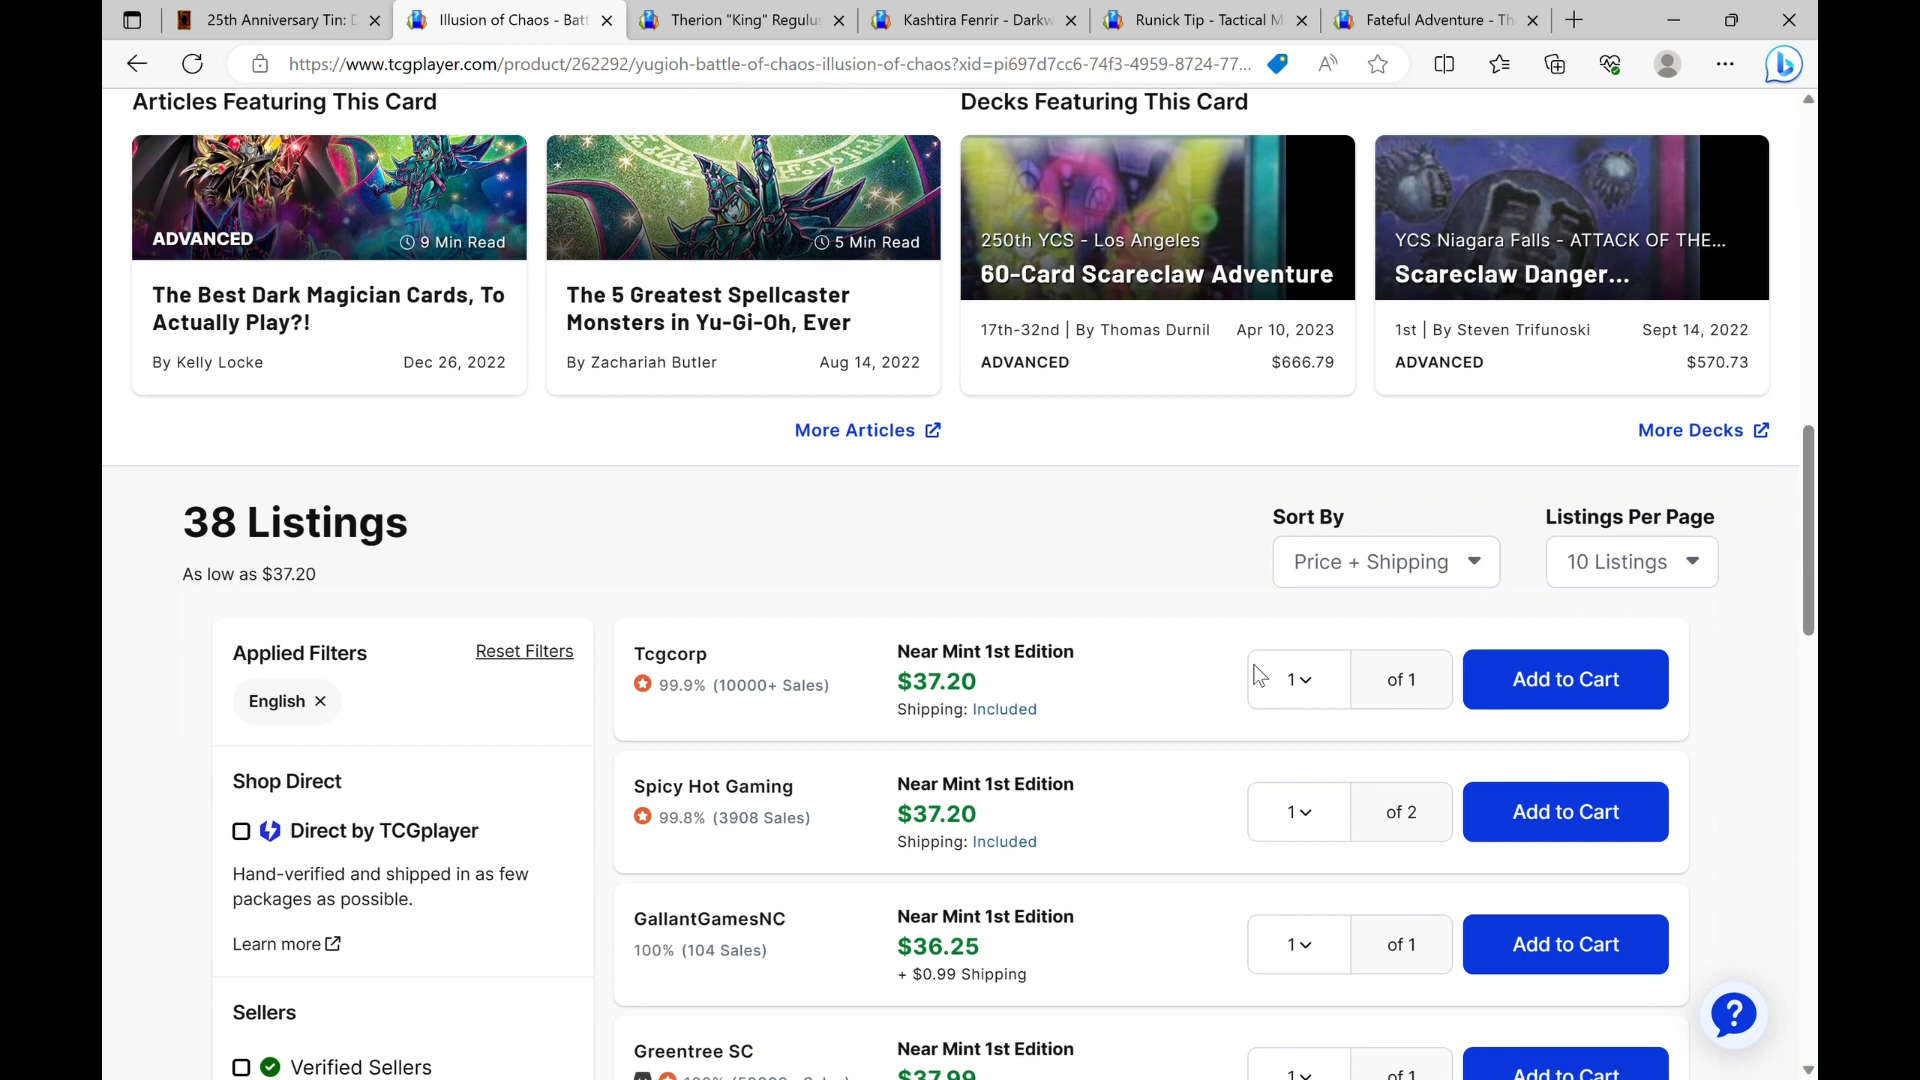 25th Anniversary Tin: D
Illusion of Chaos - Batt
Therion "King" Regulus
Kashtira Fenrir - Darkw
Runick Tip - Tactical M
Fateful Adventure - Th
https://www.tcgplayer.com/product/262292/yugioh-battle-of-chaos-illusion-of-chaos?xid=pi697d7cc6-74f3-4959-8724-77...
Articles Featuring This Card
Decks Featuring This Card
ADVANCED
9 Min Read
The Best Dark Magician Cards, To
Actually Play?!
By Kelly Locke
Dec 26, 2022
5 Min Read
The 5 Greatest Spellcaster
Monsters in Yu-Gi-Oh, Ever
By Zachariah Butler
Aug 14, 2022
250th YCS - Los Angeles
60-Card Scareclaw Adventure
17th-32nd | By Thomas Durnil
Apr 10, 2023
ADVANCED
$666.79
YCS Niagara Falls - ATTACK OF THE...
Scareclaw Danger...
1st | By Steven Trifunoski
Sept 14, 2022
ADVANCED
$570.73
More Articles
More Decks
38 Listings
As low as $37.20
Sort By
Price + Shipping
Listings Per Page
10 Listings
Applied Filters
Reset Filters
English
Shop Direct
Direct by TCGplayer
Hand-verified and shipped in as few
packages as possible.
Learn more
Sellers
Verified Sellers
Tcgcorp
99.9% (10000+ Sales)
Near Mint 1st Edition
$37.20
Shipping: Included
1
of 1
Add to Cart
Spicy Hot Gaming
99.8% (3908 Sales)
Near Mint 1st Edition
$37.20
Shipping: Included
1
of 2
Add to Cart
GallantGamesNC
100% (104 Sales)
Near Mint 1st Edition
$36.25
+ $0.99 Shipping
1
of 1
Add to Cart
Greentree SC
Near Mint 1st Edition
$37.99
1
of 1
Add to Cart
?